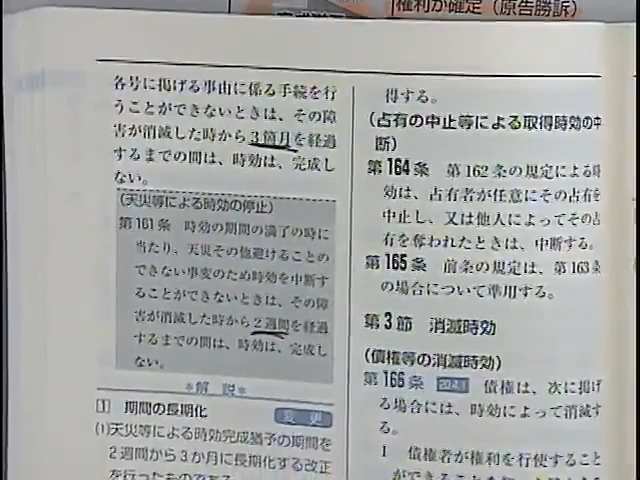 権利が確定（原告勝訴）
各号に掲げる事由に係る手続を行
うことができないときは、その障
害が消滅した時から3箇月を経過
するまでの間は、時効は、完成し
ない。
（天災等による時効の停止）
第161条 時効の期間の満了の時に
当たり、天災その他避けることの
できない事変のため時効を中断す
ることができないときは、その障
害が消滅した時から2週間を経過
するまでの間は、時効は、完成し
ない。
＊解 説＊
1 期間の長期化 変更
(1)天災等による時効完成猶予の期間を
2週間から3か月に長期化する改正
を行ったものである
得する。
（占有の中止等による取得時効の中
断）
第164条 第162条の規定による時
効は、占有者が任意にその占有を
中止し、又は他人によってその占
有を奪われたときは、中断する。
第165条 前条の規定は、第163条
の場合について準用する。
第3節 消滅時効
（債権等の消滅時効）
第166条 債権は、次に掲げ
る場合には、時効によって消滅す
る。
1 債権者が権利を行使すること
ができること